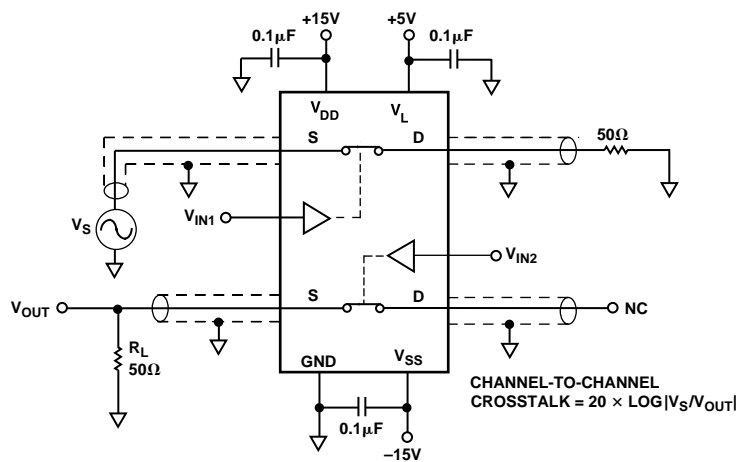 +15V
+5V
0.1μF
0.1μF
V_DD
V_L
S
D
50Ω
V_S
V_IN1
V_IN2
S
D
V_OUT
NC
R_L
50Ω
GND
V_SS
CHANNEL-TO-CHANNEL
CROSSTALK = 20 × LOG|V_S/V_OUT|
0.1μF
–15V